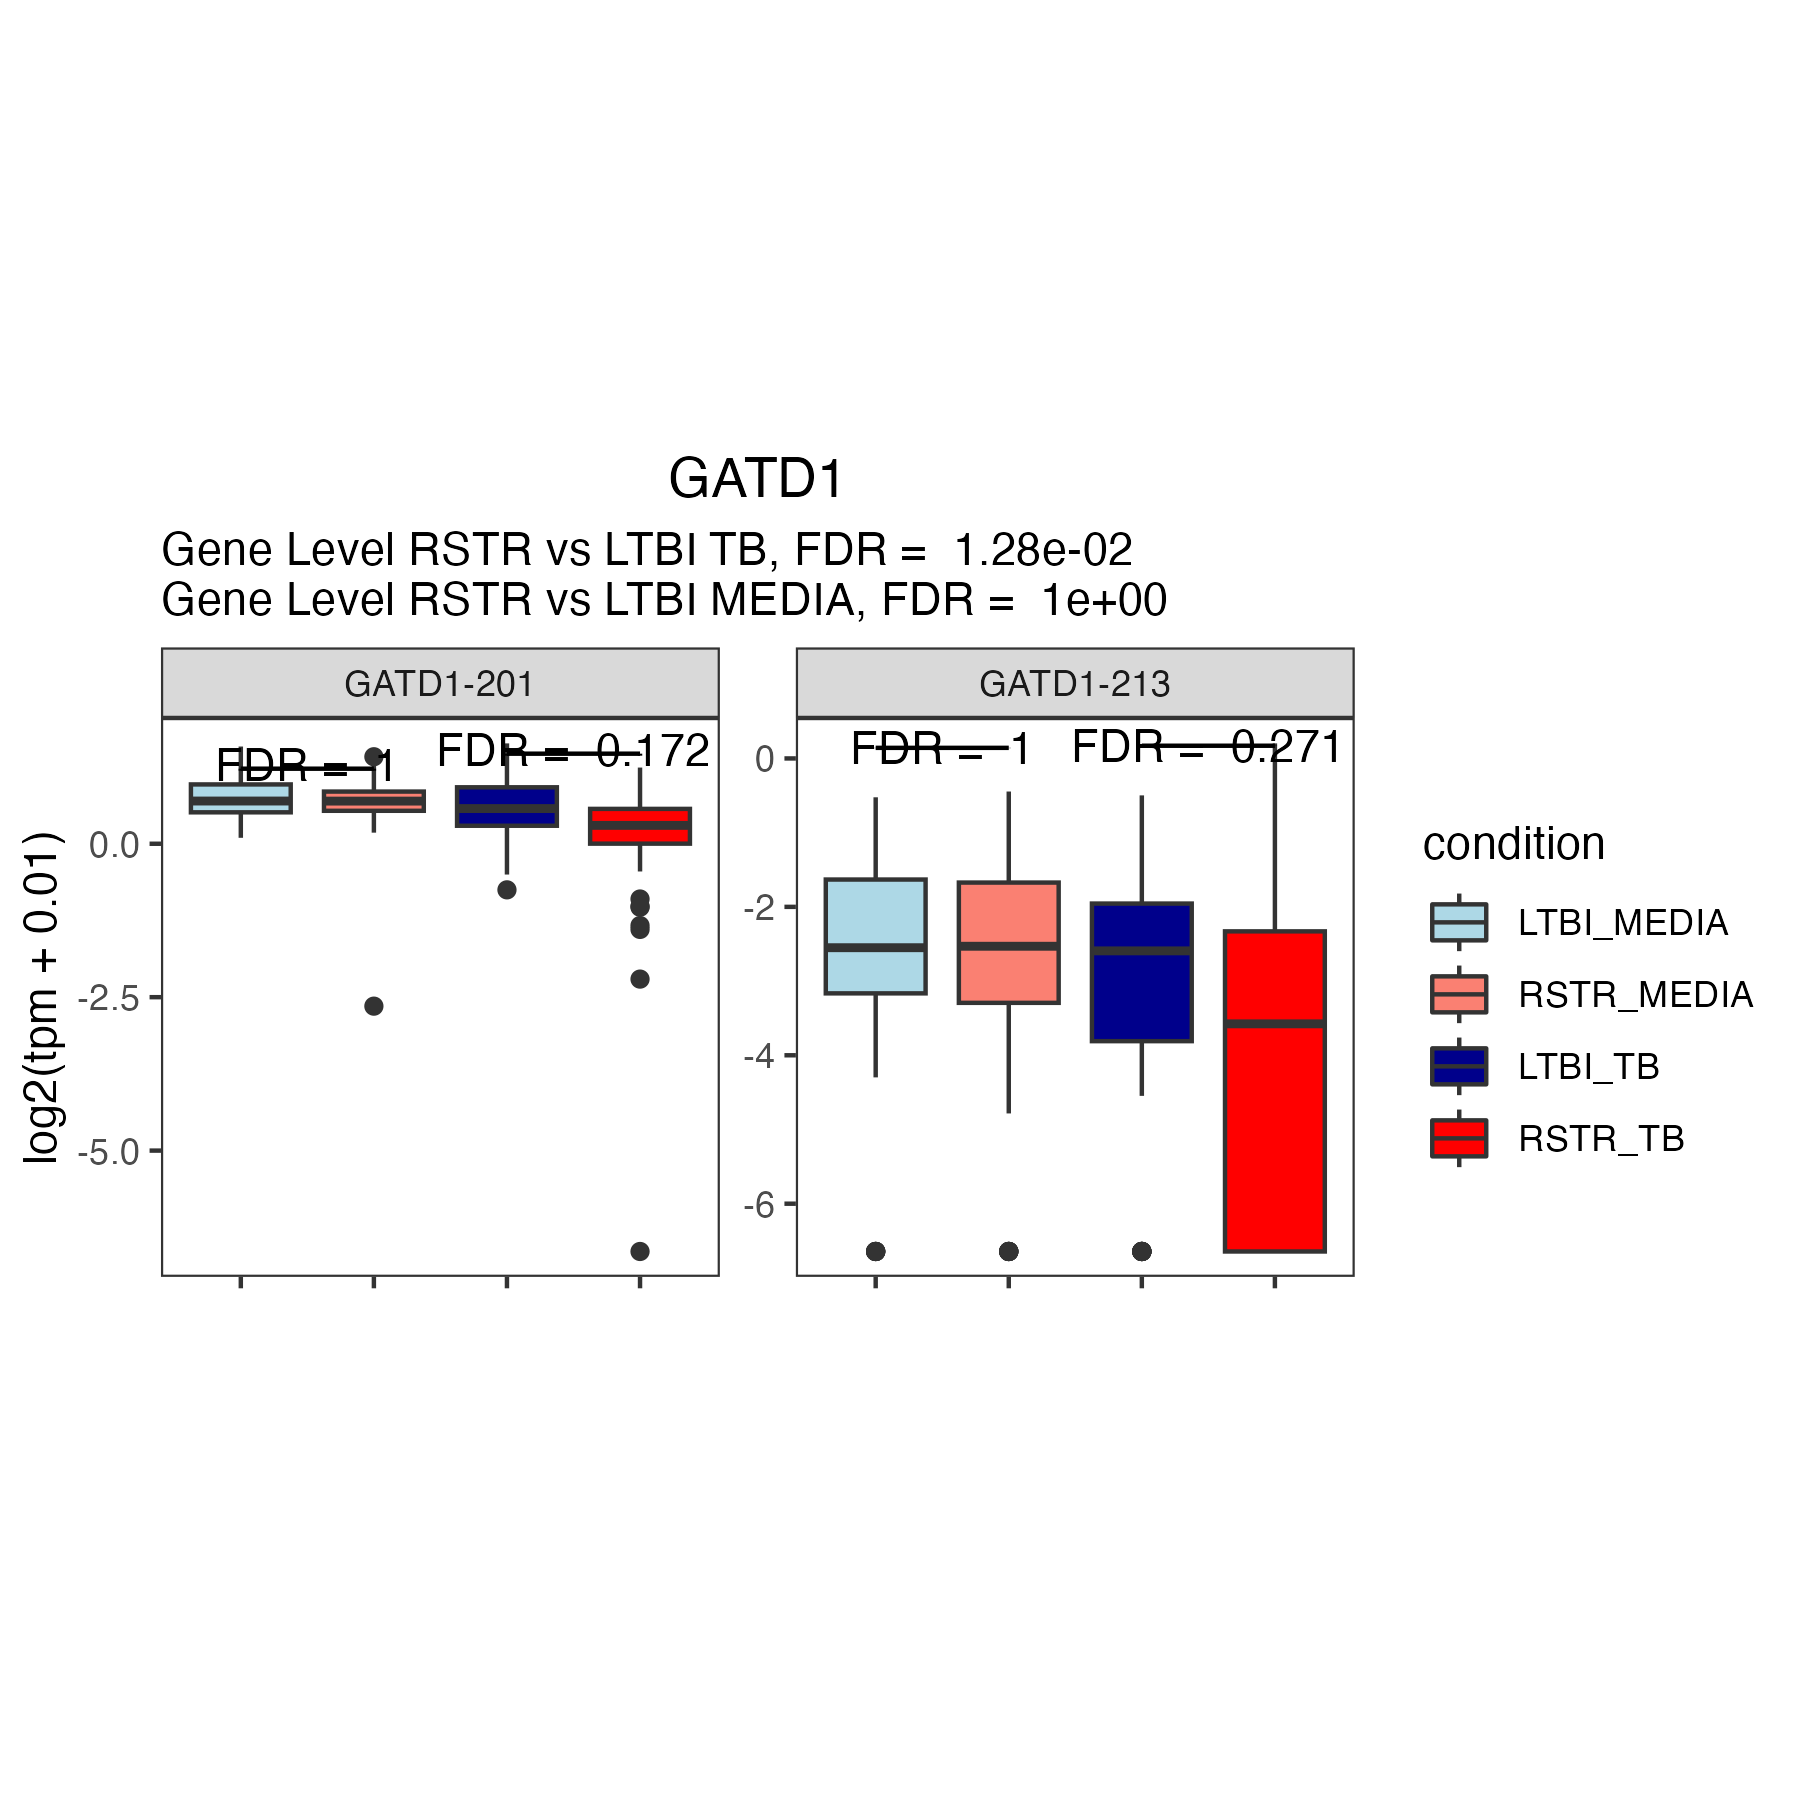 GATD1
Gene Level RSTR vs LTBI TB, FDR = 1.28e-02
Gene Level RSTR vs LTBI MEDIA, FDR = 1e+00
GATD1-201
GATD1-213
FDR = 1
FDR = 0.172
FDR = 1
FDR = 0.271
log2(tpm + 0.01)
0.0
-2.5
-5.0
0
-2
-4
-6
condition
LTBI_MEDIA
RSTR_MEDIA
LTBI_TB
RSTR_TB